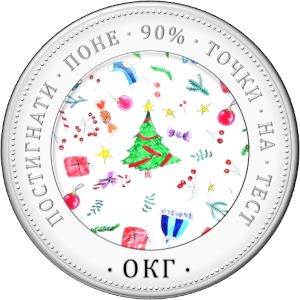 ПОСТИГНАТИ · ПОНЕ · 90% · ТОЧКИ · НА · ТЕСТ
· ОКГ ·